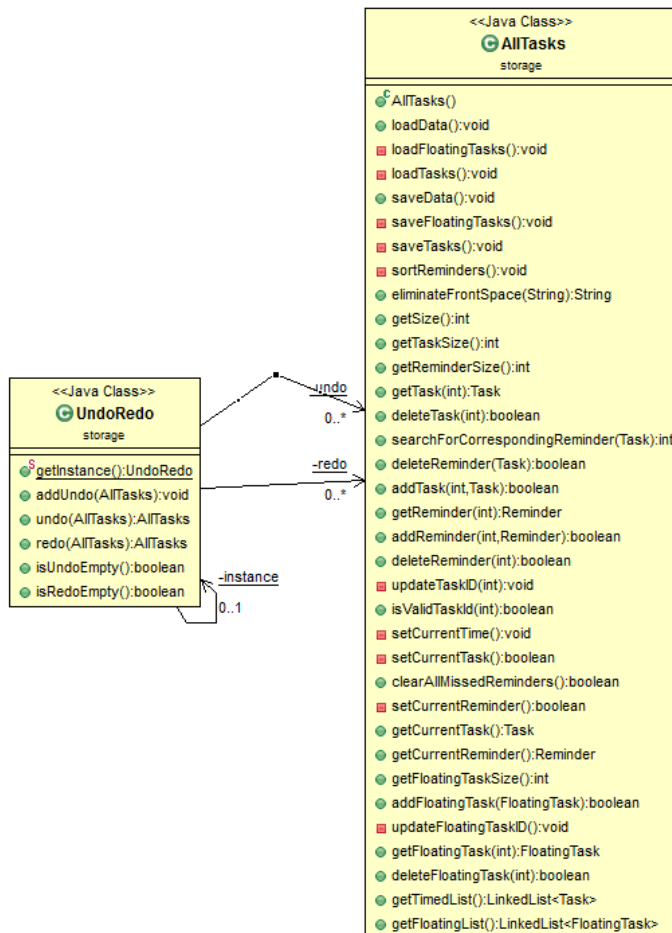 <<Java Class>>
C AllTasks
storage
C AllTasks()
loadData():void
loadFloatingTasks():void
loadTasks():void
saveData():void
saveFloatingTasks():void
saveTasks():void
sortReminders():void
eliminateFrontSpace(String):String
getSize():int
getTaskSize():int
getReminderSize():int
getTask(int):Task
deleteTask(int):boolean
searchForCorrespondingReminder(Task):int
deleteReminder(Task):boolean
addTask(int,Task):boolean
getReminder(int):Reminder
addReminder(int,Reminder):boolean
deleteReminder(int):boolean
updateTaskID(int):void
isValidTaskId(int):boolean
setCurrentTime():void
setCurrentTask():boolean
clearAllMissedReminders():boolean
setCurrentReminder():boolean
getCurrentTask():Task
getCurrentReminder():Reminder
getFloatingTaskSize():int
addFloatingTask(FloatingTask):boolean
updateFloatingTaskID():void
getFloatingTask(int):FloatingTask
deleteFloatingTask(int):boolean
getTimedList():LinkedList<Task>
getFloatingList():LinkedList<FloatingTask>
-undo
0..*
-redo
0..*
<<Java Class>>
C UndoRedo
storage
S getInstance():UndoRedo
addUndo(AllTasks):void
undo(AllTasks):AllTasks
redo(AllTasks):AllTasks
isUndoEmpty():boolean
isRedoEmpty():boolean
-instance
0..1